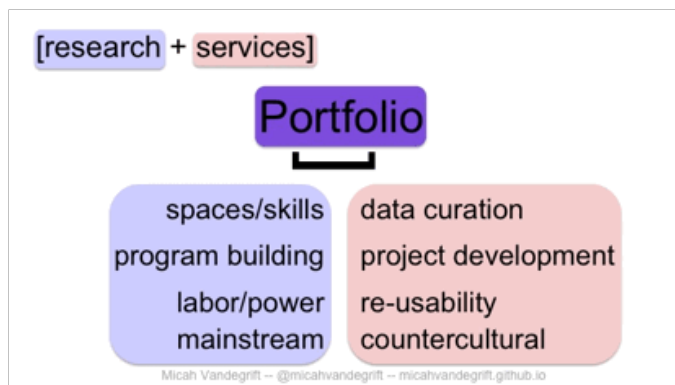 [research + services]
Portfolio
spaces/skills
program building
labor/power
mainstream
data curation
project development
re-usability
countercultural
Micah Vandegrift -- @micahvandegrift -- micahvandegrift.github.io